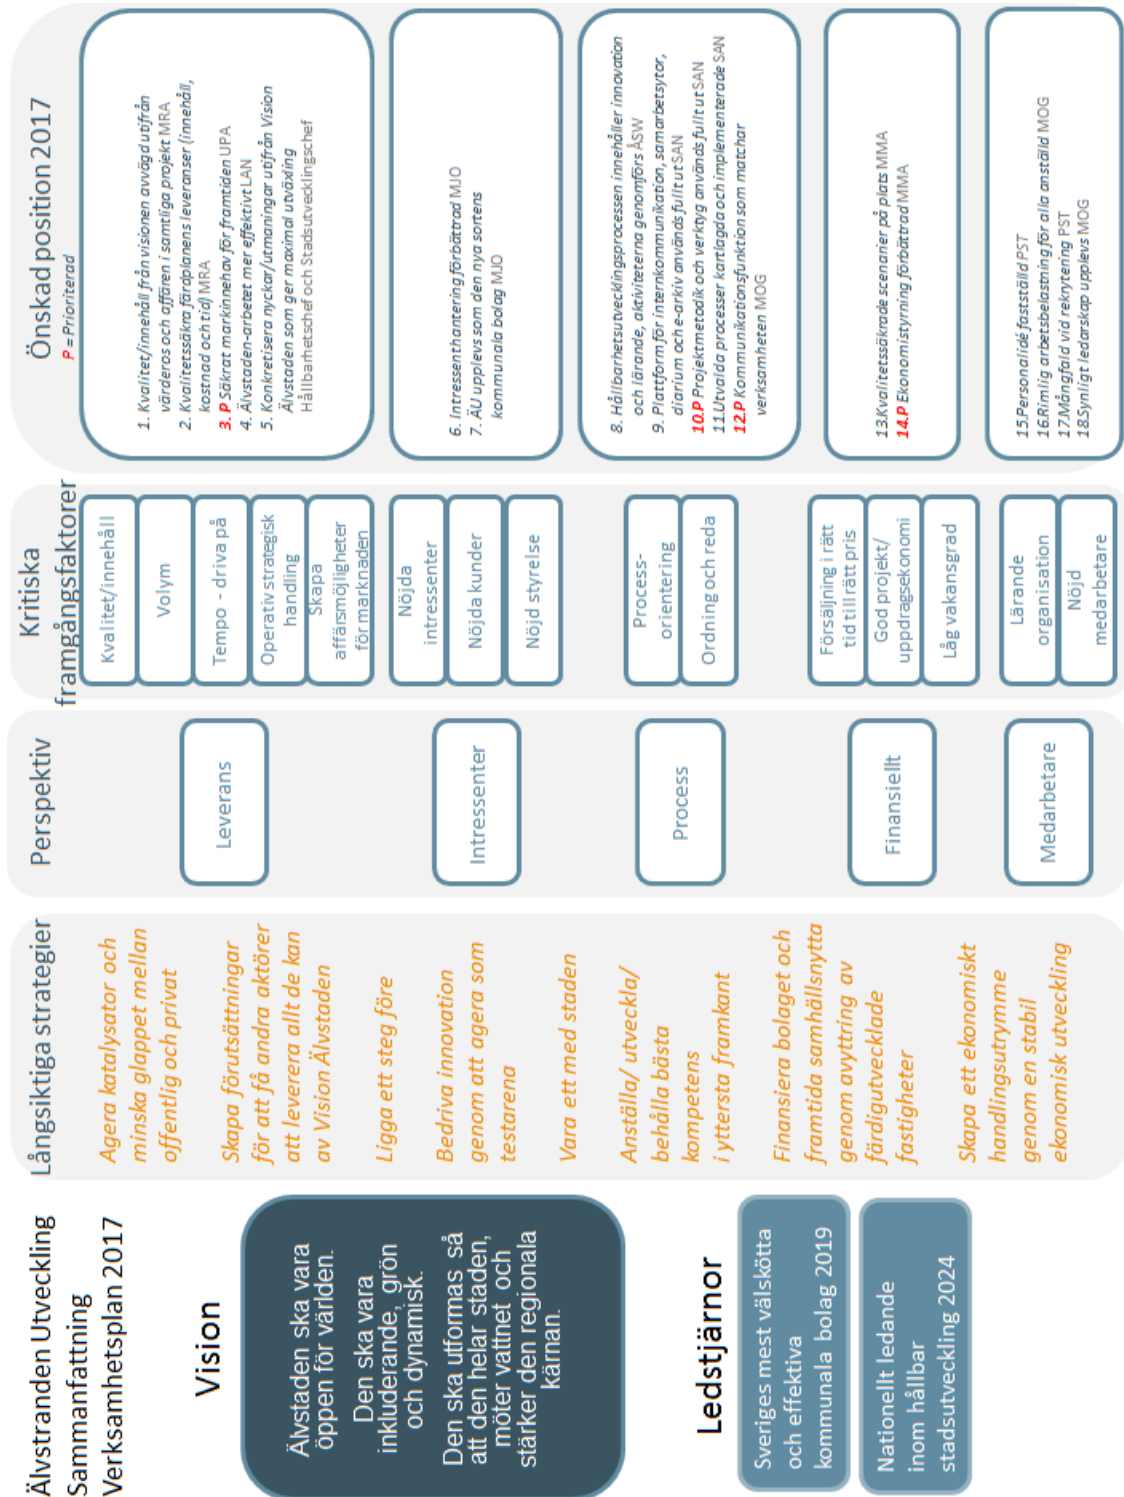 Älvstranden Utveckling
Sammanfattning
Verksamhetsplan 2017
Vision
Älvstaden ska vara
öppen för världen.
Den ska vara
inkluderande, grön
och dynamisk.
Den ska utformas så
att den helar staden,
möter vattnet och
stärker den regionala
kärnan.
Ledstjärnor
Sveriges mest välskötta
och effektiva
kommunala bolag 2019
Nationellt ledande
inom hållbar
stadsutveckling 2024
Långsiktiga strategier
Agera katalysator och
minska glappet mellan
offentlig och privat
Skapa förutsättningar
för att få andra aktörer
att leverera allt de kan
av Vision Älvstaden
Ligga ett steg före
Bedriva innovation
genom att agera som
testarena
Vara ett med staden
Anställa/ utveckla/
behålla bästa
kompetens
i yttersta framkant
Finansiera bolaget och
framtida samhällsnytta
genom avyttring av
färdigutvecklade
fastigheter
Skapa ett ekonomiskt
handlingsutrymme
genom en stabil
ekonomisk utveckling
Perspektiv
Leverans
Intressenter
Process
Finansiellt
Medarbetare
Kritiska
framgångsfaktorer
Kvalitet/innehåll
Volym
Tempo - driva på
Operativ strategisk
handling
Skapa
affärsmöjligheter
för marknaden
Nöjda
intressenter
Nöjda kunder
Nöjd styrelse
Process-
orientering
Ordning och reda
Försäljning i rätt
tid till rätt pris
God projekt/
uppdragsekonomi
Låg vakansgrad
Lärande
organisation
Nöjd
medarbetare
Önskad position 2017
P = Prioriterad
1. Kvalitet/innehåll från visionen avvägd utifrån
värderos och affären i samtliga projekt MRA
2. Kvalitetssäkra färdplanens leveranser (innehåll,
kostnad och tid) MRA
3. P Säkrat markinnehav för framtiden UPA
4. Älvstaden-arbetet mer effektivt LAN
5. Konkretisera nyckar/utmaningar utifrån Vision
Älvstaden som ger maximal utväxling
Hållbarhetschef och Stadsutvecklingschef
6. Intressenthantering förbättrad MJO
7. ÄU upplevs som den nya sortens
kommunala bolag MJO
8. Hållbarhetsutvecklingsprocessen innehåller innovation
och lärande, aktiviteterna genomförs ÅSW
9. Plattform för internkommunikation, samarbetsytor,
diarium och e-arkiv används fullt ut SAN
10.P Projektmetodik och verktyg används fullt ut SAN
11.Utvalda processer kartlagda och implementerade SAN
12.P Kommunikationsfunktion som matchar
verksamheten MOG
13.Kvalitetssäkrade scenarier på plats MMA
14.P Ekonomistyrning förbättrad MMA
15.Personalidé fastställd PST
16.Rimlig arbetsbelastning för alla anställd MOG
17.Mångfald vid rekrytering PST
18.Synligt ledarskap upplevs MOG